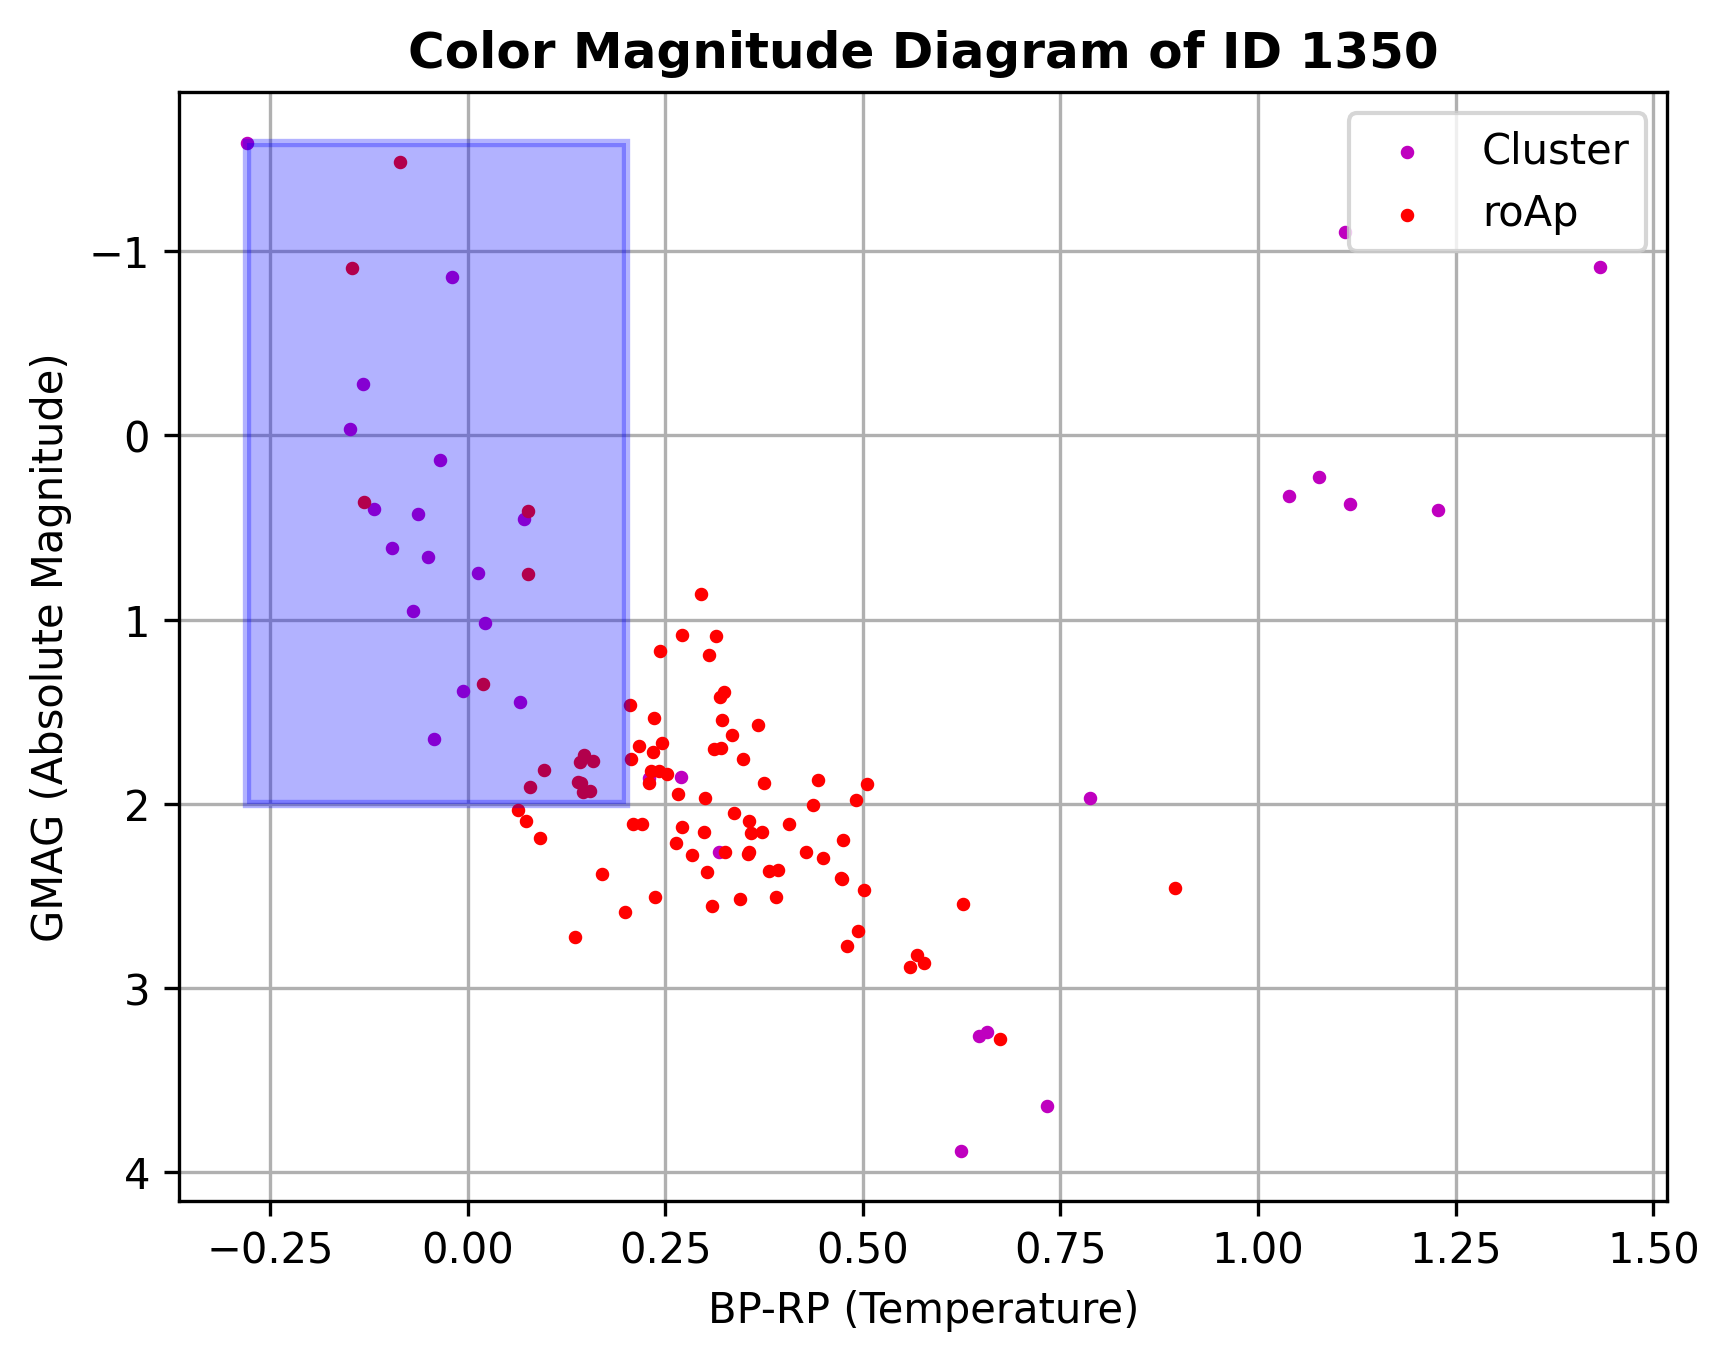 Color Magnitude Diagram of ID 1350
Cluster
roAp
GMAG (Absolute Magnitude)
−1
0
1
2
3
4
−0.25 0.00 0.25 0.50 0.75 1.00 1.25 1.50
BP-RP (Temperature)